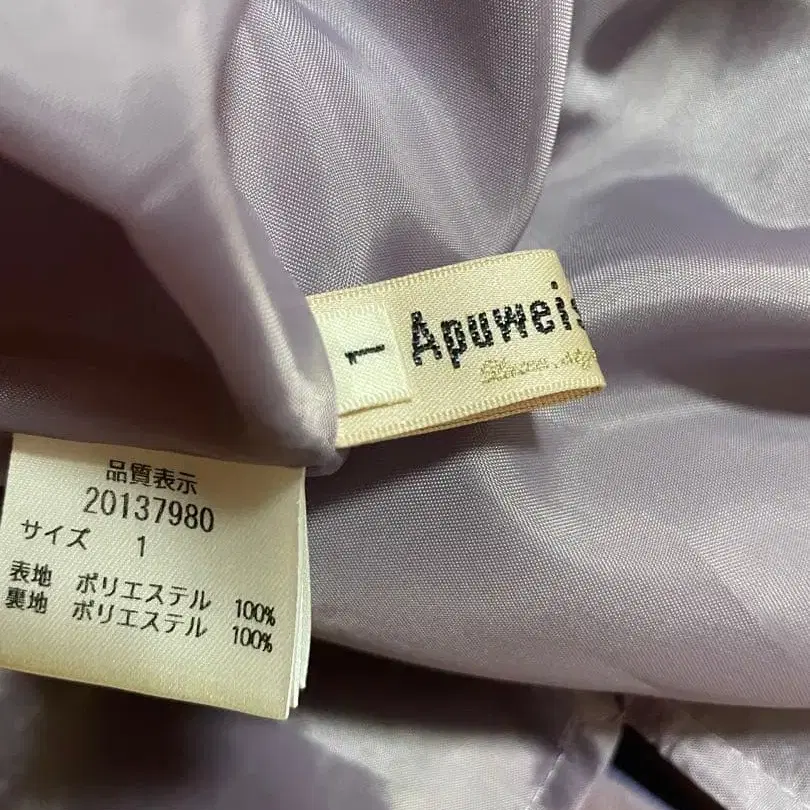 1
Apuweis
品質表示
20137980
サイズ 1
表地 ポリエステル 100%
裏地 ポリエステル 100%